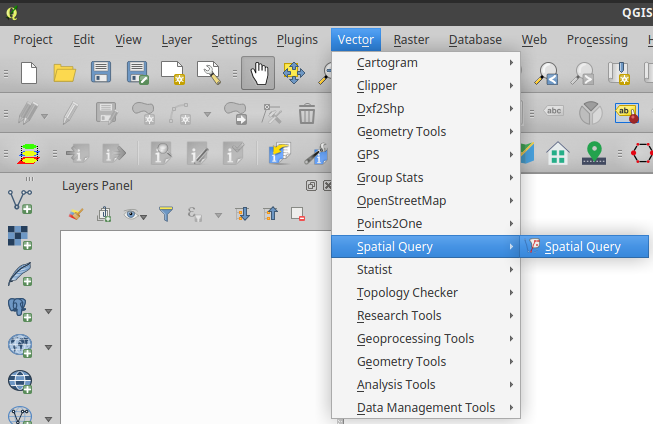 QGIS
Project Edit View Layer Settings Plugins Vector Raster Database Web Processing H
Cartogram
Clipper
Dxf2Shp
abc
ab
Geometry Tools
GPS
Group Stats
Layers Panel
OpenStreetMap
Points2One
Spatial Query Spatial Query
Statist
Topology Checker
Research Tools
Geoprocessing Tools
Geometry Tools
Analysis Tools
Data Management Tools